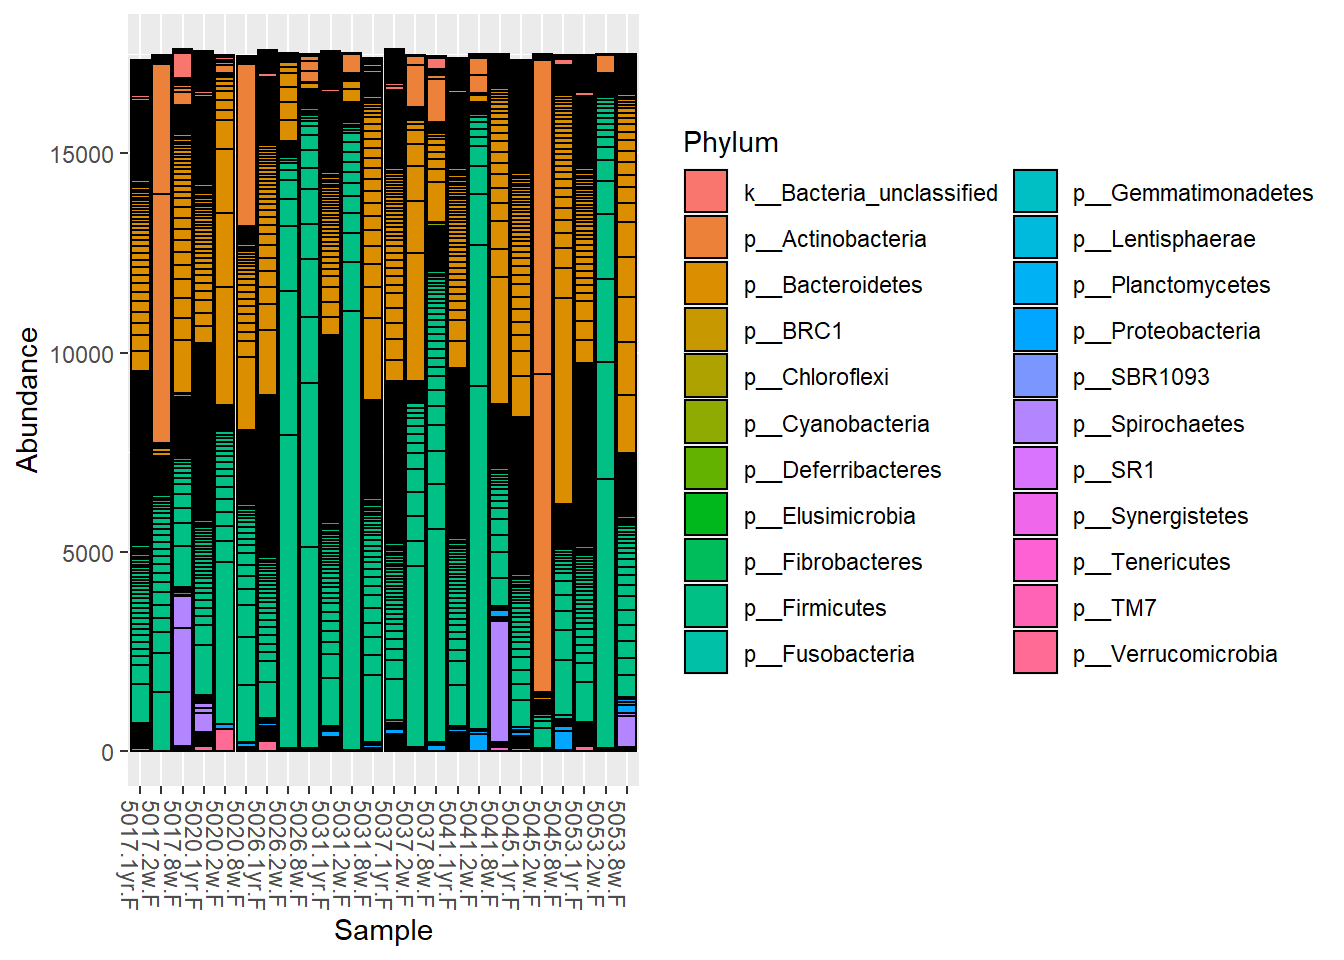 Phylum
k__Bacteria_unclassified
p__Actinobacteria
p__Bacteroidetes
p__BRC1
p__Chloroflexi
p__Cyanobacteria
p__Deferribacteres
p__Elusimicrobia
p__Fibrobacteres
p__Firmicutes
p__Fusobacteria
p__Gemmatimonadetes
p__Lentisphaerae
p__Planctomycetes
p__Proteobacteria
p__SBR1093
p__Spirochaetes
p__SR1
p__Synergistetes
p__Tenericutes
p__TM7
p__Verrucomicrobia
Abundance
15000
10000
5000
0
5017.1yr.F
5017.2w.F
5017.8w.F
5020.1yr.F
5020.2w.F
5020.8w.F
5026.1yr.F
5026.2w.F
5026.8w.F
5031.1yr.F
5031.2w.F
5031.8w.F
5037.1yr.F
5037.2w.F
5037.8w.F
5041.1yr.F
5041.2w.F
5041.8w.F
5045.1yr.F
5045.2w.F
5045.8w.F
5053.1yr.F
5053.2w.F
5053.8w.F
Sample